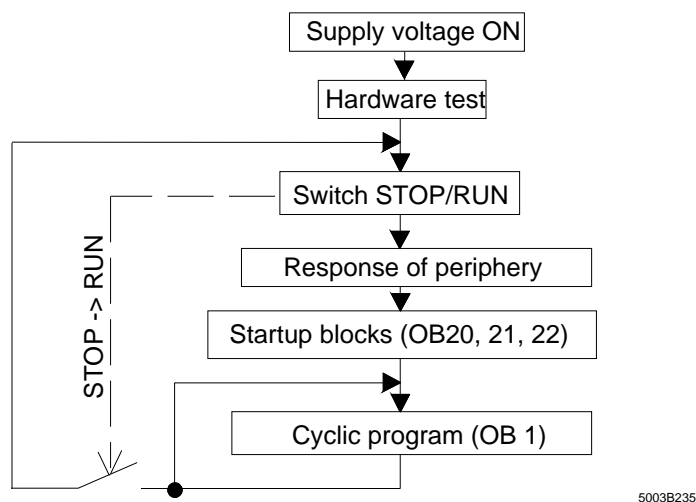 Supply voltage ON
Hardware test
Switch STOP/RUN
STOP -> RUN
Response of periphery
Startup blocks (OB20, 21, 22)
Cyclic program (OB 1)
5003B235